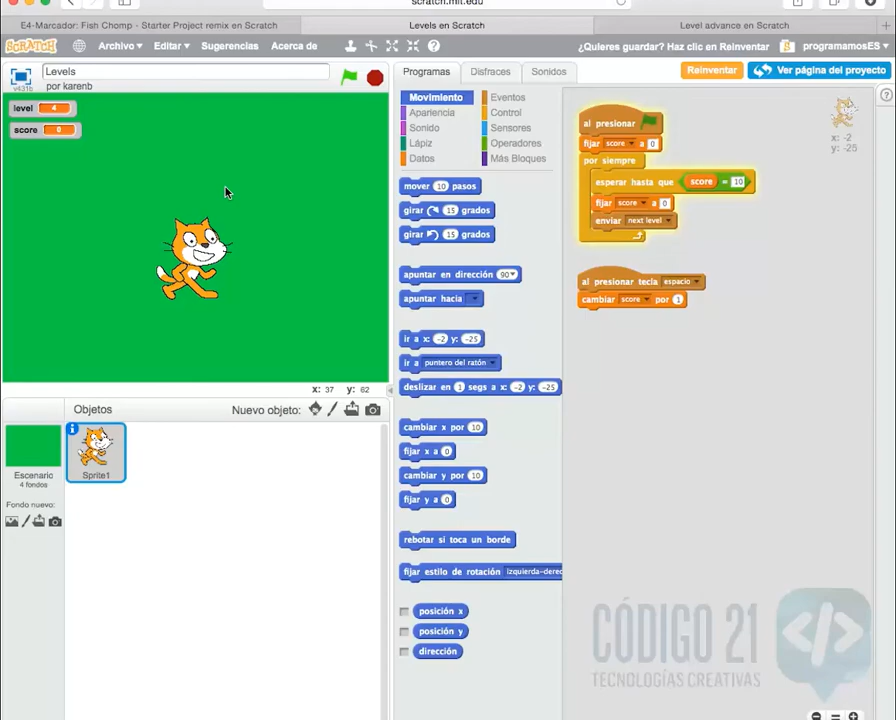 scratch.mit.edu
E4-Marcador: Fish Chomp - Starter Project remix en Scratch
Levels en Scratch
Level advance en Scratch
SCRATCH
Archivo
Editar
Sugerencias
Acerca de
¿Quieres guardar? Haz clic en Reinventar
programamosES
Levels
por karenb
v431b
Programas
Disfraces
Sonidos
Reinventar
Ver página del proyecto
level 4
score 0
Movimiento
Apariencia
Sonido
Lápiz
Datos
Eventos
Control
Sensores
Operadores
Más Bloques
mover 10 pasos
girar 15 grados
girar 15 grados
apuntar en dirección 90
apuntar hacia
ir a x: -2 y: -25
ir a puntero del ratón
deslizar en 1 segs a x: -2 y: -25
cambiar x por 10
fijar x a 0
cambiar y por 10
fijar y a 0
rebotar si toca un borde
fijar estilo de rotación izquierda-derec
posición x
posición y
dirección
al presionar
fijar score a 0
por siempre
esperar hasta que score = 10
fijar score a 0
enviar next level
al presionar tecla espacio
cambiar score por 1
x: -2
y: -25
x: 37 y: 62
Objetos
Nuevo objeto:
Escenario
4 fondos
Fondo nuevo:
Sprite1
CÓDIGO 21
TECNOLOGÍAS CREATIVAS